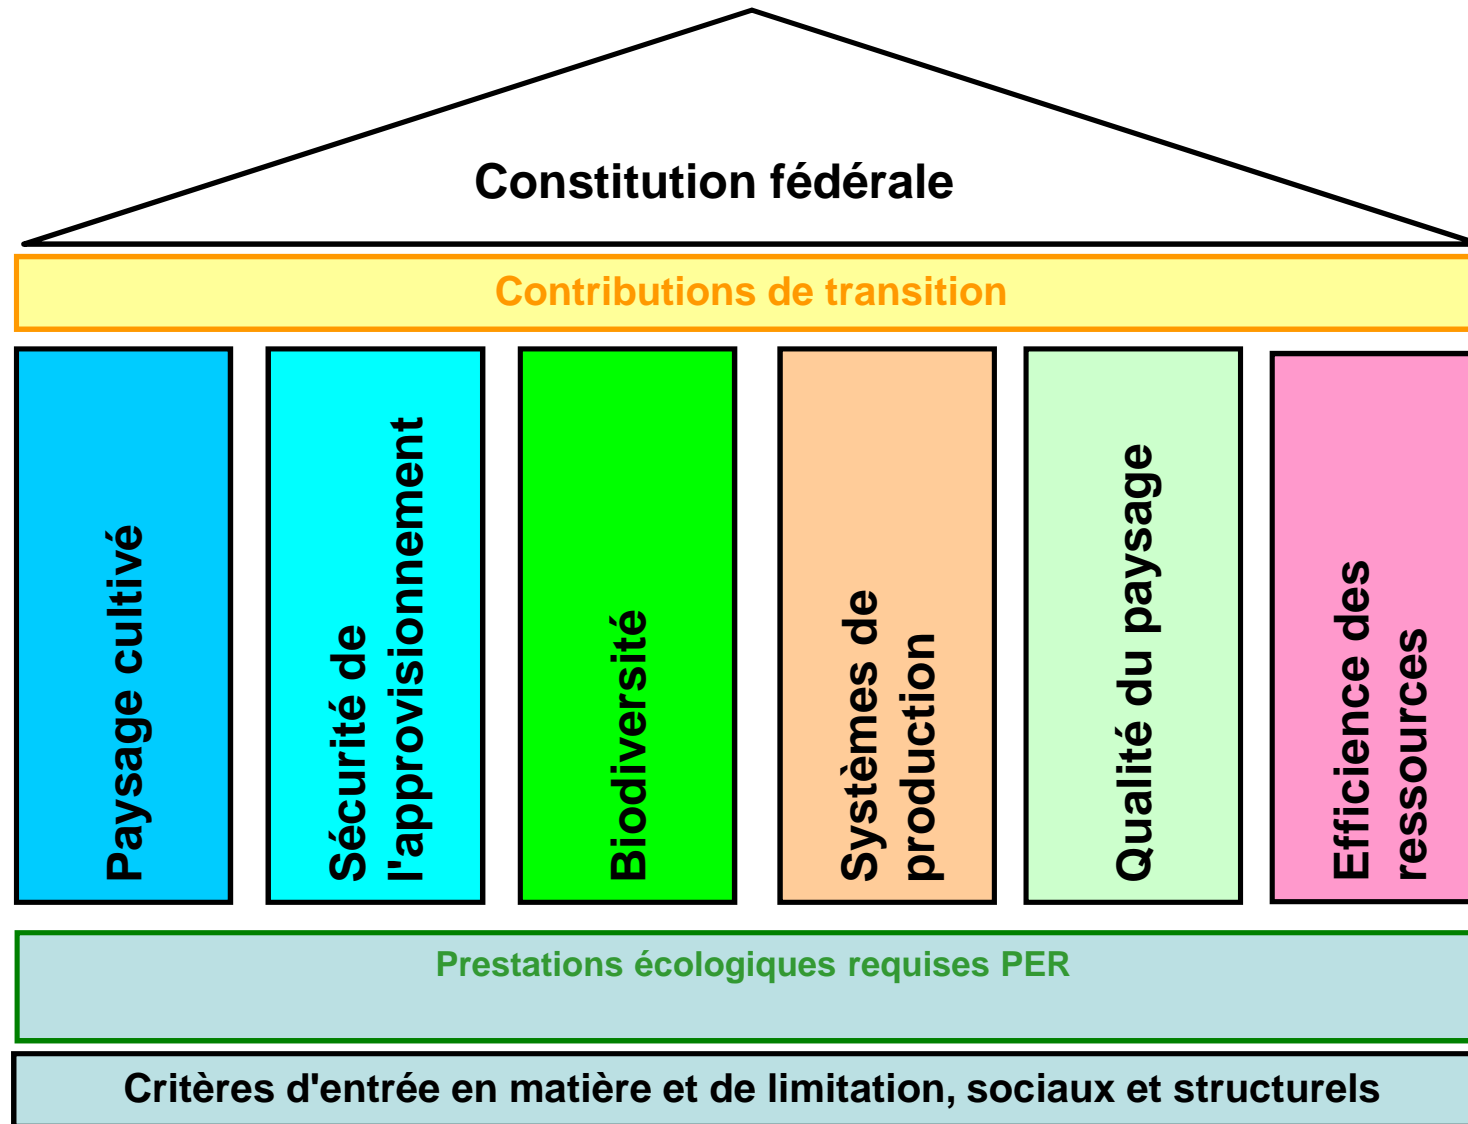 Constitution fédérale
Contributions de transition
Paysage cultivé
Sécurité de
l'approvisionnement
Biodiversité
Systèmes de
production
Qualité du paysage
Efficience des
ressources
Prestations écologiques requises PER
Critères d'entrée en matière et de limitation, sociaux et structurels